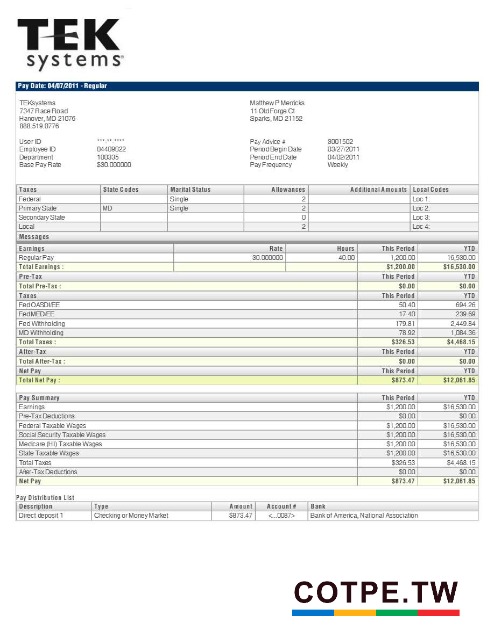 TEK
systems
Pay Date: 04/07/2011 - Regular
TEKsystems Matthew P Merricks
7347 Race Road 11 Old Forge Ct
Hanover, MD 21076 Sparks, MD 21152
888.519.0776
User ID ***-**-**** Pay Advice # 8001502
Employee ID 04409022 Period Begin Date 03/27/2011
Department 100305 Period End Date 04/02/2011
Base Pay Rate $30.000000 Pay Frequency Weekly
Taxes State Codes Marital Status Allowances Additional Amounts Local Codes
Federal Single 2 Loc 1:
Primary State MD Single 2 Loc 2:
Secondary State 0 Loc 3:
Local 2 Loc 4:
Messages
Earnings Rate Hours This Period YTD
Regular Pay 30.000000 40.00 1,200.00 16,530.00
Total Earnings : $1,200.00 $16,530.00
Pre-Tax This Period YTD
Total Pre-Tax : $0.00 $0.00
Taxes This Period YTD
Fed OASDI/EE 50.40 694.26
Fed MED/EE 17.40 239.69
Fed Withholding 179.81 2,449.84
MD Withholding 78.92 1,084.36
Total Taxes : $326.53 $4,468.15
After-Tax This Period YTD
Total After-Tax : $0.00 $0.00
Net Pay This Period YTD
Total Net Pay : $873.47 $12,061.85
Pay Summary This Period YTD
Earnings $1,200.00 $16,530.00
Pre-Tax Deductions $0.00 $0.00
Federal Taxable Wages $1,200.00 $16,530.00
Social Security Taxable Wages $1,200.00 $16,530.00
Medicare (HI) Taxable Wages $1,200.00 $16,530.00
State Taxable Wages $1,200.00 $16,530.00
Total Taxes $326.53 $4,468.15
After-Tax Deductions $0.00 $0.00
Net Pay $873.47 $12,061.85
Pay Distribution List
Description Type Amount Account # Bank
Direct deposit 1 Checking or Money Market $873.47 <...0087> Bank of America, National Association
COTPE.TW